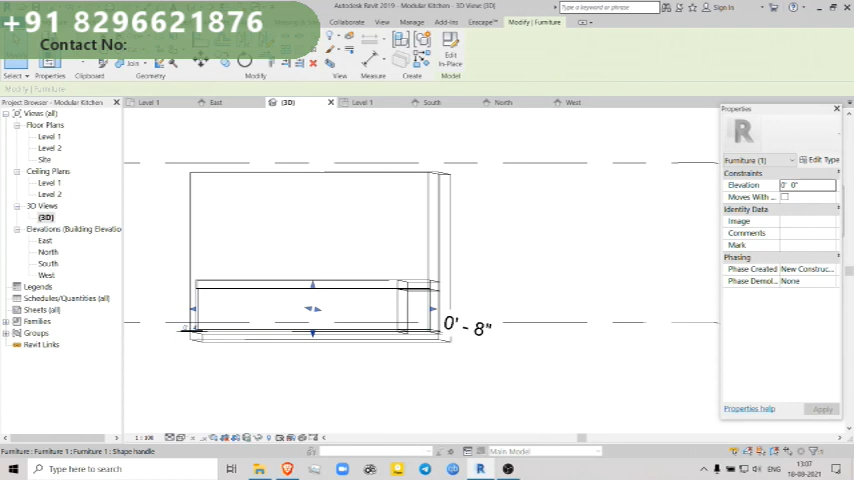 +91 8296621876
Contact No:
Autodesk Revit 2019 - Modular Kitchen - 3D View: {3D}
Type a keyword or phrase
Sign In
Collaborate View Manage Add-Ins Enscape™ Modify | Furniture
Join
Edit
In-Place
Select Properties Clipboard Geometry Modify View Measure Create Model
Modify | Furniture
Project Browser - Modular Kitchen
Level 1 East {3D} Level 1 South North West
Views (all)
Floor Plans
Level 1
Level 2
Site
Ceiling Plans
Level 1
Level 2
3D Views
{3D}
Elevations (Building Elevation
East
North
South
West
Legends
Schedules/Quantities (all)
Sheets (all)
Families
Groups
Revit Links
0' - 8"
Properties
R
Furniture (1) Edit Type
Constraints
Elevation 0' 0"
Moves With ...
Identity Data
Image
Comments
Mark
Phasing
Phase Created New Construc...
Phase Demol... None
Properties help Apply
1 : 100
Furniture : Furniture 1 : Furniture 1 : Shape handle
Main Model
Type here to search
ENG
13:07
18-08-2021